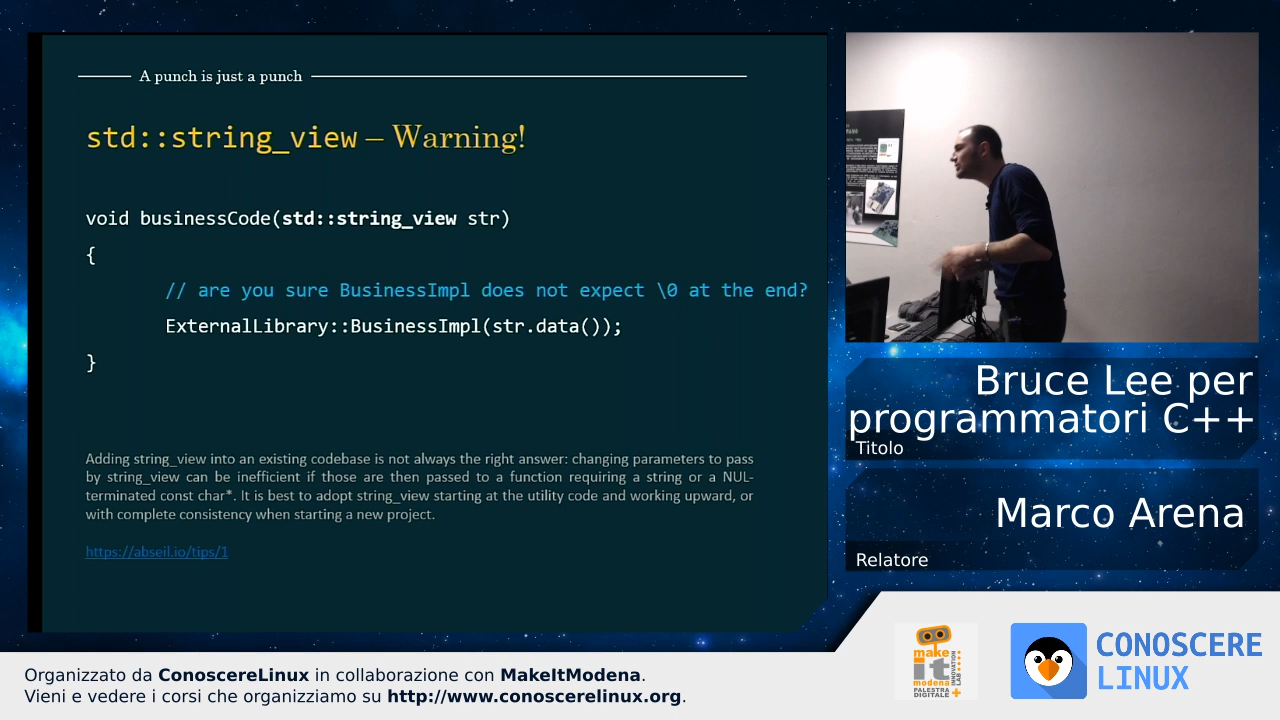 A punch is just a punch
std::string_view – Warning!
void businessCode(std::string_view str)
{
// are you sure BusinessImpl does not expect \0 at the end?
ExternalLibrary::BusinessImpl(str.data());
}
Adding string_view into an existing codebase is not always the right answer: changing parameters to pass
by string_view can be inefficient if those are then passed to a function requiring a string or a NUL-
terminated const char*. It is best to adopt string_view starting at the utility code and working upward, or
with complete consistency when starting a new project.
https://abseil.io/tips/1
Bruce Lee per
programmatori C++
Titolo
Marco Arena
Relatore
make
it
modena
PALESTRA
DIGITALE
INNOVATION
LAB
CONOSCERE
LINUX
Organizzato da ConoscereLinux in collaborazione con MakeItModena.
Vieni e vedere i corsi che organizziamo su http://www.conoscerelinux.org.